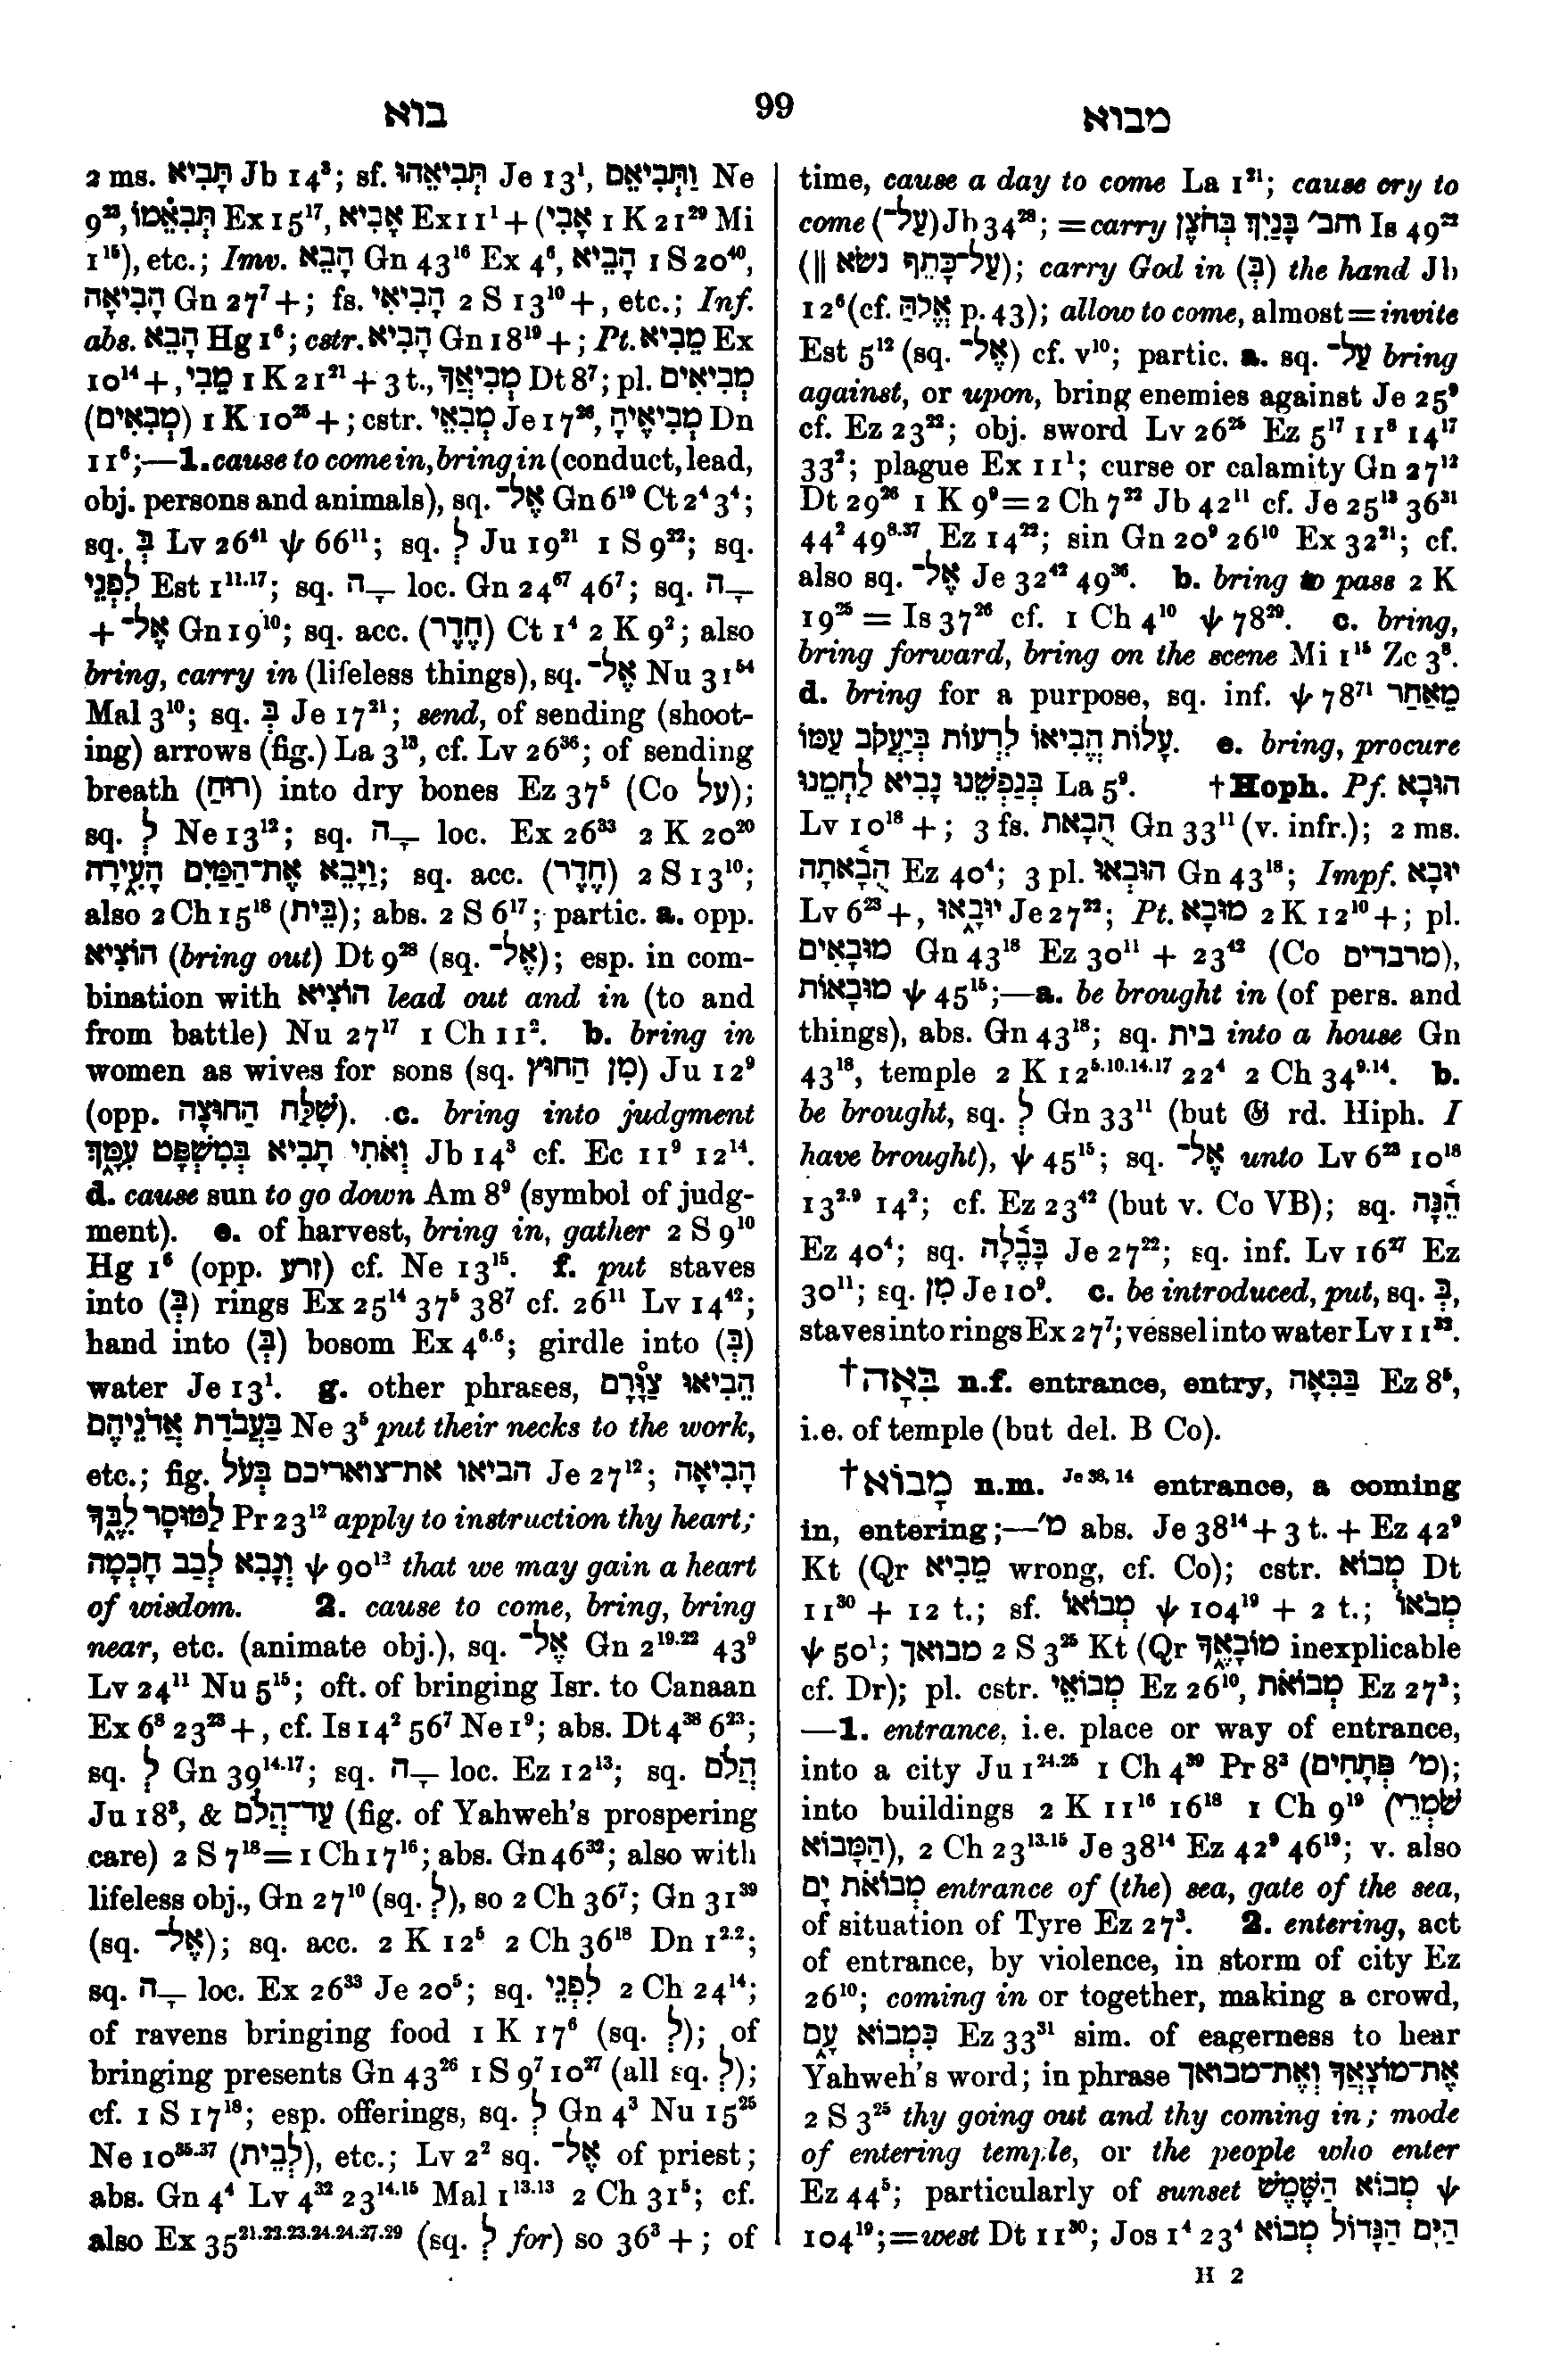 בוא 99 מבוא
2 ms. תָּבִיא Jb 14³; sf. תְּבִיאֵהוּ Je 13¹, וַתְּבִיאֵם Ne
9²³, תְּבִאֵמוֹ Ex 15¹⁷, אָבִיא Ex 11¹ + (אָבִי 1 K 21²⁹ Mi
1¹⁵), etc.; Imv. הָבֵא Gn 43¹⁶ Ex 4⁶, הָבֵיא 1 S 20⁴⁰,
הָבִיאָה Gn 27⁷+; fs. הָבִיאִי 2 S 13¹⁰+, etc.; Inf.
abs. הָבֵא Hg 1⁶; cstr. הָבִיא Gn 18¹⁹+; Pt. מֵבִיא Ex
10¹⁴+, מֵבִי 1 K 21²¹ + 3 t., מְבִיאֲךָ Dt 8⁷; pl. מְבִיאִים
(מְבִאִים) 1 K 10²⁵+; cstr. מְבִאֵי Je 17²⁶, מְבִיאֶיהָ Dn
11⁶;—1. cause to come in, bring in (conduct, lead,
obj. persons and animals), sq. אֶל־ Gn 6¹⁹ Ct 2⁴ 3⁴;
sq. בְּ Lv 26⁴¹ ψ 66¹¹; sq. לְ Ju 19²¹ 1 S 9²²; sq.
לִפְנֵי Est 1¹¹·¹⁷; sq. ־ָה loc. Gn 24⁶⁷ 46⁷; sq. ־ָה
+ אֶל־ Gn 19¹⁰; sq. acc. (חֶדֶר) Ct 1⁴ 2 K 9²; also
bring, carry in (lifeless things), sq. אֶל־ Nu 31⁵⁴
Mal 3¹⁰; sq. בְּ Je 17²¹; send, of sending (shoot-
ing) arrows (fig.) La 3¹³, cf. Lv 26³⁶; of sending
breath (רוּחַ) into dry bones Ez 37⁵ (Co על);
sq. לְ Ne 13¹²; sq. ־ָה loc. Ex 26³³ 2 K 20²⁰
וַיָּבֵא אֶת־הַמַּיִם הָעִירָה; sq. acc. (חֶדֶר) 2 S 13¹⁰;
also 2 Ch 15¹⁸ (בֵּית); abs. 2 S 6¹⁷; partic. a. opp.
הוֹצִיא (bring out) Dt 9²⁸ (sq. אֶל־); esp. in com-
bination with הוֹצִיא lead out and in (to and
from battle) Nu 27¹⁷ 1 Ch 11². b. bring in
women as wives for sons (sq. מִן הַחוּץ) Ju 12⁹
(opp. שִׁלַּח הַחוּצָה). c. bring into judgment
וְאֹתִי תָבִיא בְמִשְׁפָּט עִמָּךְ Jb 14³ cf. Ec 11⁹ 12¹⁴.
d. cause sun to go down Am 8⁹ (symbol of judg-
ment). e. of harvest, bring in, gather 2 S 9¹⁰
Hg 1⁶ (opp. זרע) cf. Ne 13¹⁵. f. put staves
into (בְּ) rings Ex 25¹⁴ 37⁵ 38⁷ cf. 26¹¹ Lv 14⁴²;
hand into (בְּ) bosom Ex 4⁶·⁶; girdle into (בְּ)
water Je 13¹. g. other phrases, הֵבִיאוּ צַוָּרָם
בַּעֲבֹדַת אֲדֹנֵיהֶם Ne 3⁵ put their necks to the work,
etc.; fig. הביאו את־צואריכם בְּעֹל Je 27¹²; הָבִיאָה
לַמּוּסָר לִבֶּךָ Pr 23¹² apply to instruction thy heart;
וְנָבִא לְבַב חָכְמָה ψ 90¹² that we may gain a heart
of wisdom. 2. cause to come, bring, bring
near, etc. (animate obj.), sq. אֶל־ Gn 2¹⁹·²² 43⁹
Lv 24¹¹ Nu 5¹⁵; oft. of bringing Isr. to Canaan
Ex 6⁸ 23²³+, cf. Is 14² 56⁷ Ne 1⁹; abs. Dt 4³⁸ 6²³;
sq. לְ Gn 39¹⁴·¹⁷; sq. ־ָה loc. Ez 12¹³; sq. הֲלֹם
Ju 18³, & עד־הֲלֹם (fig. of Yahweh's prospering
care) 2 S 7¹⁸ = 1 Ch 17¹⁶; abs. Gn 46³²; also with
lifeless obj., Gn 27¹⁰ (sq. לְ), so 2 Ch 36⁷; Gn 31³⁹
(sq. אֶל־); sq. acc. 2 K 12⁵ 2 Ch 36¹⁸ Dn 1²·²;
sq. ־ָה loc. Ex 26³³ Je 20⁵; sq. לִפְנֵי 2 Ch 24¹⁴;
of ravens bringing food 1 K 17⁶ (sq. לְ); of
bringing presents Gn 43²⁶ 1 S 9⁷ 10²⁷ (all sq. לְ);
cf. 1 S 17¹⁸; esp. offerings, sq. לְ Gn 4³ Nu 15²⁵
Ne 10³⁵·³⁷ (לְבֵית), etc.; Lv 2² sq. אֶל־ of priest;
abs. Gn 4⁴ Lv 4³² 23¹⁴·¹⁵ Mal 1¹³·¹³ 2 Ch 31⁵; cf.
also Ex 35²¹·²²·²³·²⁴·²⁴·²⁷·²⁹ (sq. לְ for) so 36³+; of
time, cause a day to come La 1²¹; cause cry to
come (עַל־) Jb 34²⁸; = carry והב׳ בָּנַיִךְ בְּחֹצֶן Is 49²²
(‖ עַל־כָּתֵף נשׂא); carry God in (בְּ) the hand Jb
12⁶ (cf. אֱלֹהַּ p. 43); allow to come, almost = invite
Est 5¹² (sq. אֶל־) cf. v¹⁰; partic. a. sq. עַל־ bring
against, or upon, bring enemies against Je 25⁹
cf. Ez 23²²; obj. sword Lv 26²⁵ Ez 5¹⁷ 11⁸ 14¹⁷
33²; plague Ex 11¹; curse or calamity Gn 27¹²
Dt 29²⁶ 1 K 9⁹ = 2 Ch 7²² Jb 42¹¹ cf. Je 25¹³ 36³¹
44² 49⁸·³⁷ Ez 14²²; sin Gn 20⁹ 26¹⁰ Ex 32²¹; cf.
also sq. אֶל־ Je 32⁴² 49³⁶. b. bring to pass 2 K
19²⁵ = Is 37²⁶ cf. 1 Ch 4¹⁰ ψ 78²⁹. c. bring,
bring forward, bring on the scene Mi 1¹⁵ Zc 3⁸.
d. bring for a purpose, sq. inf. ψ 78⁷¹ מֵאַחַר
עָלוֹת הֱבִיאוֹ לִרְעוֹת בְּיַעֲקֹב עמּוֹ. e. bring, procure
בְּנַפְשֵׁנוּ נָבִיא לַחְמֵנוּ La 5⁹. †Hoph. Pf. הוּבָא
Lv 10¹⁸+; 3 fs. הֻבָאת Gn 33¹¹ (v. infr.); 2 ms.
הֻבָאתָה Ez 40⁴; 3 pl. הוּבְאוּ Gn 43¹⁸; Impf. יוּבָא
Lv 6²³+, יוּבָאוּ Je 27²²; Pt. מוּבָא 2 K 12¹⁰+; pl.
מוּבָאִים Gn 43¹⁸ Ez 30¹¹ + 23⁴² (Co מרברים),
מוּבָאוֹת ψ 45¹⁵;—a. be brought in (of pers. and
things), abs. Gn 43¹⁸; sq. בית into a house Gn
43¹⁸, temple 2 K 12⁵·¹⁰·¹⁴·¹⁷ 22⁴ 2 Ch 34⁹·¹⁴. b.
be brought, sq. לְ Gn 33¹¹ (but 𝔊 rd. Hiph. I
have brought), ψ 45¹⁵; sq. אֶל־ unto Lv 6²³ 10¹⁸
13²·⁹ 14²; cf. Ez 23⁴² (but v. Co VB); sq. הֵנָּה
Ez 40⁴; sq. בָּבֶלָה Je 27²²; sq. inf. Lv 16²⁷ Ez
30¹¹; sq. מִן Je 10⁹. c. be introduced, put, sq. בְּ,
staves into rings Ex 27⁷; vessel into water Lv 11³².
†בִּאָה n.f. entrance, entry, בַּבִּאָה Ez 8⁵,
i.e. of temple (but del. B Co).
†מָבוֹא n.m. Je 38, 14 entrance, a coming
in, entering;—מ׳ abs. Je 38¹⁴ + 3 t. + Ez 42⁹
Kt (Qr מֵבִיא wrong, cf. Co); cstr. מְבוֹא Dt
11³⁰ + 12 t.; sf. מְבוֹאוֹ ψ 104¹⁹ + 2 t.; מְבֹאוֹ
ψ 50¹; מבואך 2 S 3²⁵ Kt (Qr מוֹבָאֶךָ inexplicable
cf. Dr); pl. cstr. מְבוֹאֵי Ez 26¹⁰, מְבוֹאֹת Ez 27³;
—1. entrance, i.e. place or way of entrance,
into a city Ju 1²⁴·²⁵ 1 Ch 4³⁹ Pr 8³ (מ׳ פְתָחִים);
into buildings 2 K 11¹⁶ 16¹⁸ 1 Ch 9¹⁹ (שֹׁמְרֵי
הַמָּבוֹא), 2 Ch 23¹³·¹⁵ Je 38¹⁴ Ez 42⁹ 46¹⁹; v. also
מְבוֹאֹת יָם entrance of (the) sea, gate of the sea,
of situation of Tyre Ez 27³. 2. entering, act
of entrance, by violence, in storm of city Ez
26¹⁰; coming in or together, making a crowd,
כִּמְבוֹא עָם Ez 33³¹ sim. of eagerness to hear
Yahweh's word; in phrase אֶת־מוֹצָאֲךָ וְאֶת־מבואך
2 S 3²⁵ thy going out and thy coming in; mode
of entering temple, or the people who enter
Ez 44⁵; particularly of sunset מְבוֹא הַשֶּׁמֶשׁ ψ
104¹⁹; = west Dt 11³⁰; Jos 1⁴ 23⁴ הַיָּם הַגָּדוֹל מְבוֹא
H 2